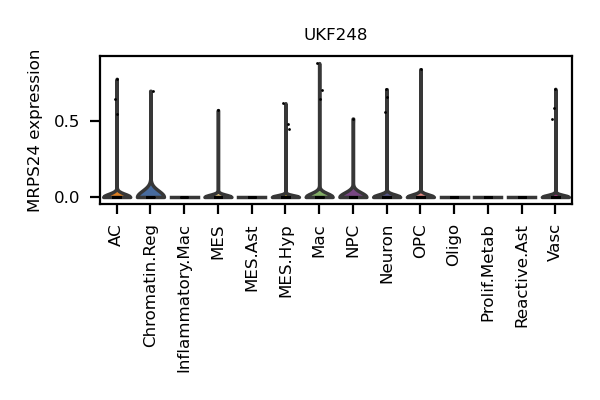 UKF248
MRPS24 expression
0.5
0.0
AC
Chromatin.Reg
Inflammatory.Mac
MES
MES.Ast
MES.Hyp
Mac
NPC
Neuron
OPC
Oligo
Prolif.Metab
Reactive.Ast
Vasc